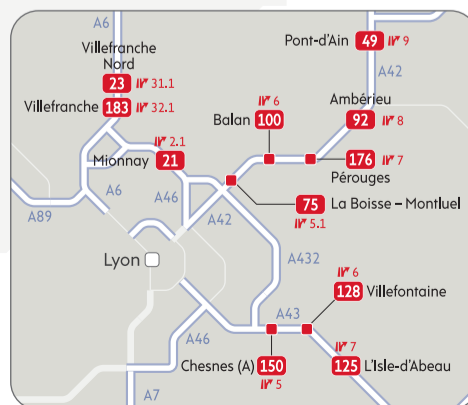 A6
Villefranche
Nord
23 31.1
Villefranche 183 32.1
Pont-d'Ain 49 9
A42
6
Balan 100
Ambérieu
92 8
2.1
Mionnay 21
176 7
Pérouges
A46
A6
A89
A42
75 La Boisse – Montluel
5.1
Lyon
A432
6
128 Villefontaine
A43
A46
7
Chesnes (A) 150
5
125 L'Isle-d'Abeau
A7